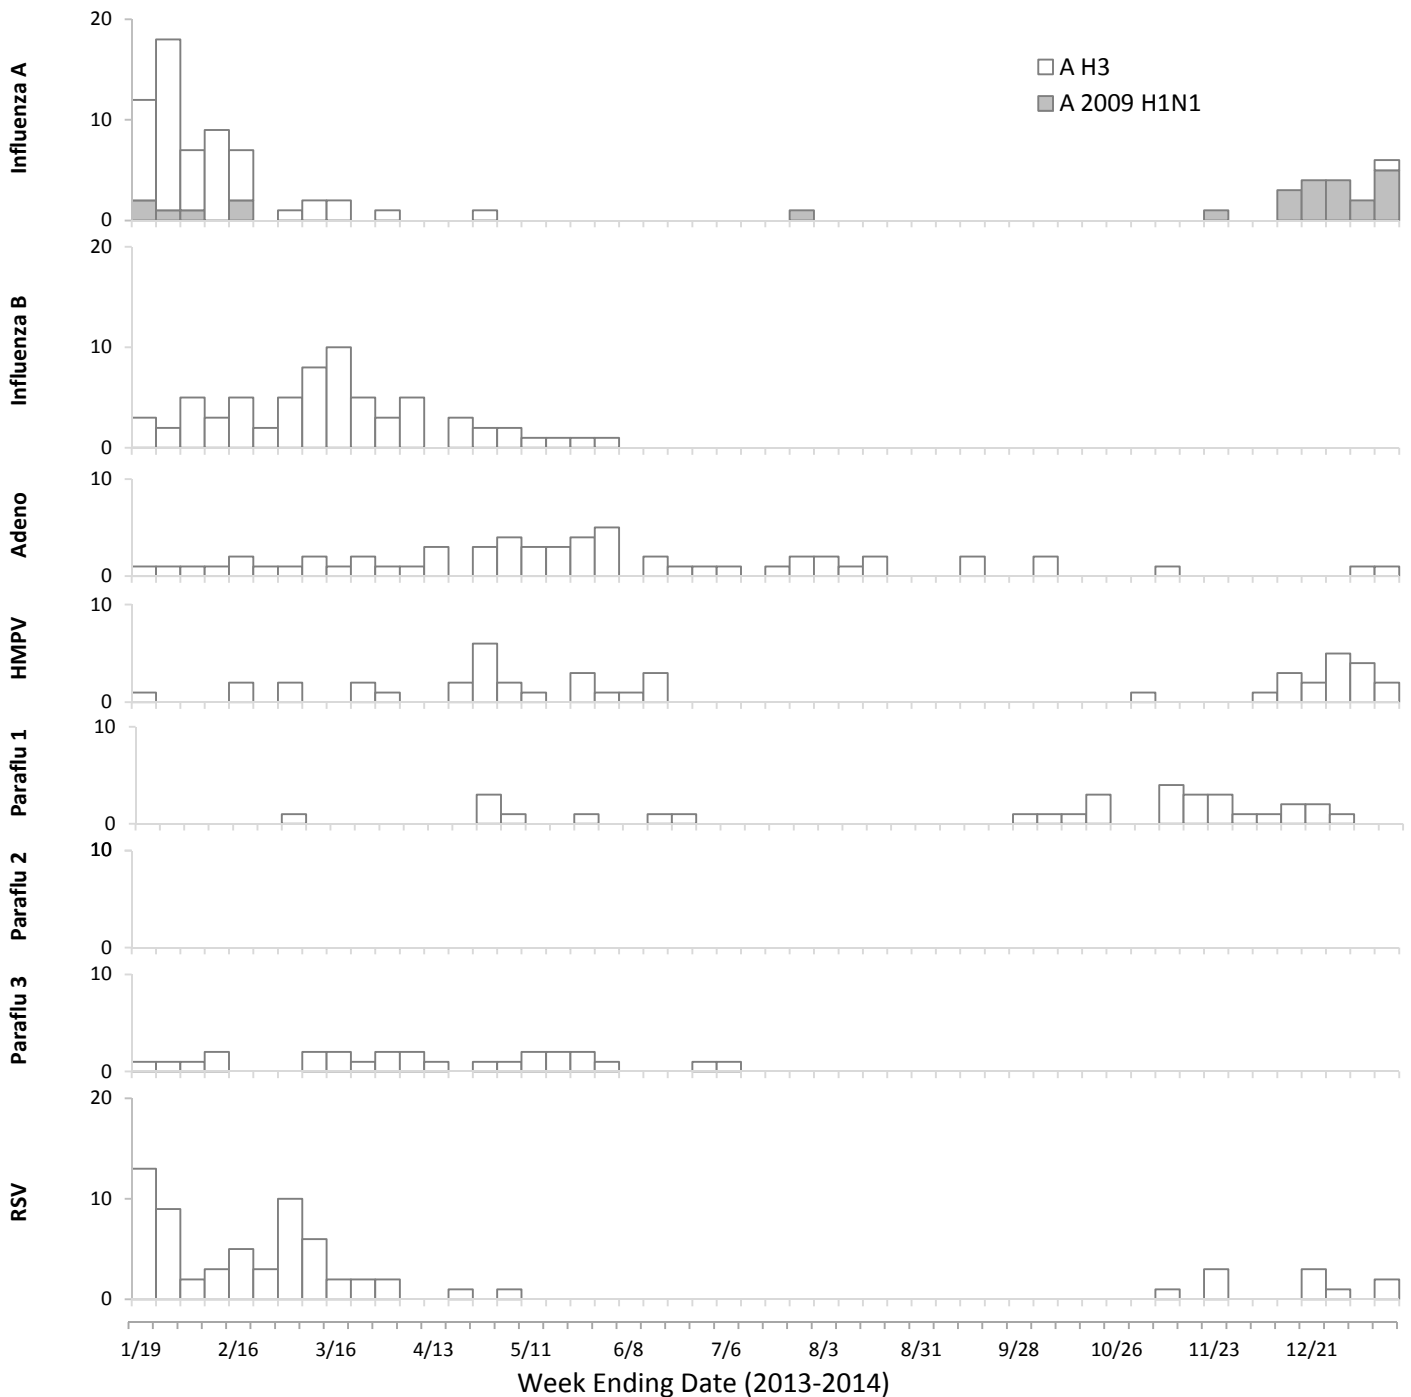 Influenza A
20
10
0
A H3
A 2009 H1N1
Influenza B
20
10
0
Adeno
10
0
HMPV
10
0
Paraflu 1
10
0
Paraflu 2
10
0
Paraflu 3
10
0
RSV
20
10
0
1/19 2/16 3/16 4/13 5/11 6/8 7/6 8/3 8/31 9/28 10/26 11/23 12/21
Week Ending Date (2013-2014)